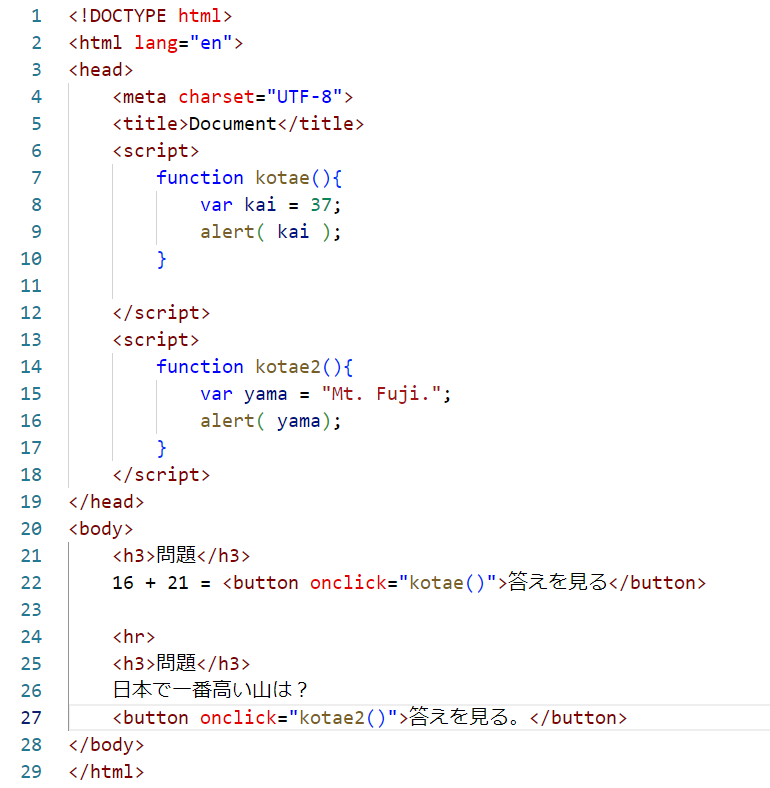 1 <!DOCTYPE html>
2 <html lang="en">
3 <head>
4     <meta charset="UTF-8">
5     <title>Document</title>
6     <script>
7         function kotae(){
8             var kai = 37;
9             alert( kai );
10         }
11
12     </script>
13     <script>
14         function kotae2(){
15             var yama = "Mt. Fuji.";
16             alert( yama);
17         }
18     </script>
19 </head>
20 <body>
21     <h3>問題</h3>
22     16 + 21 = <button onclick="kotae()">答えを見る</button>
23
24     <hr>
25     <h3>問題</h3>
26     日本で一番高い山は？
27     <button onclick="kotae2()">答えを見る。</button>
28 </body>
29 </html>